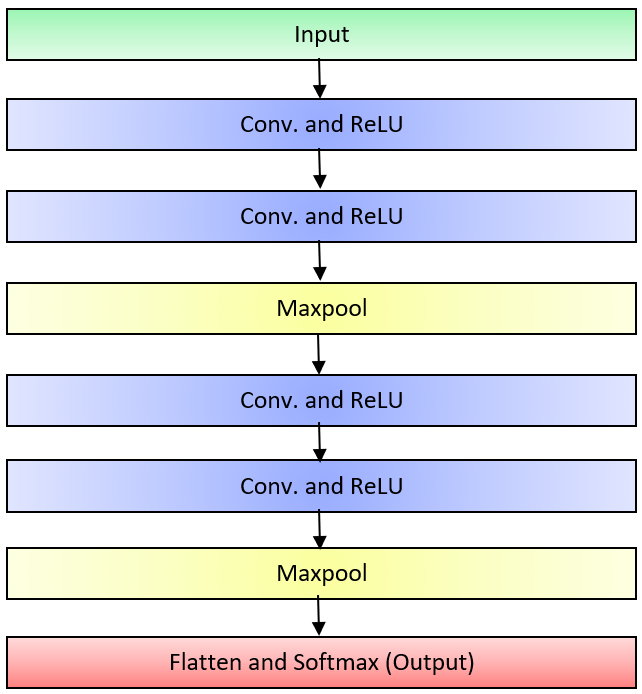 Input
Conv. and ReLU
Conv. and ReLU
Maxpool
Conv. and ReLU
Conv. and ReLU
Maxpool
Flatten and Softmax (Output)